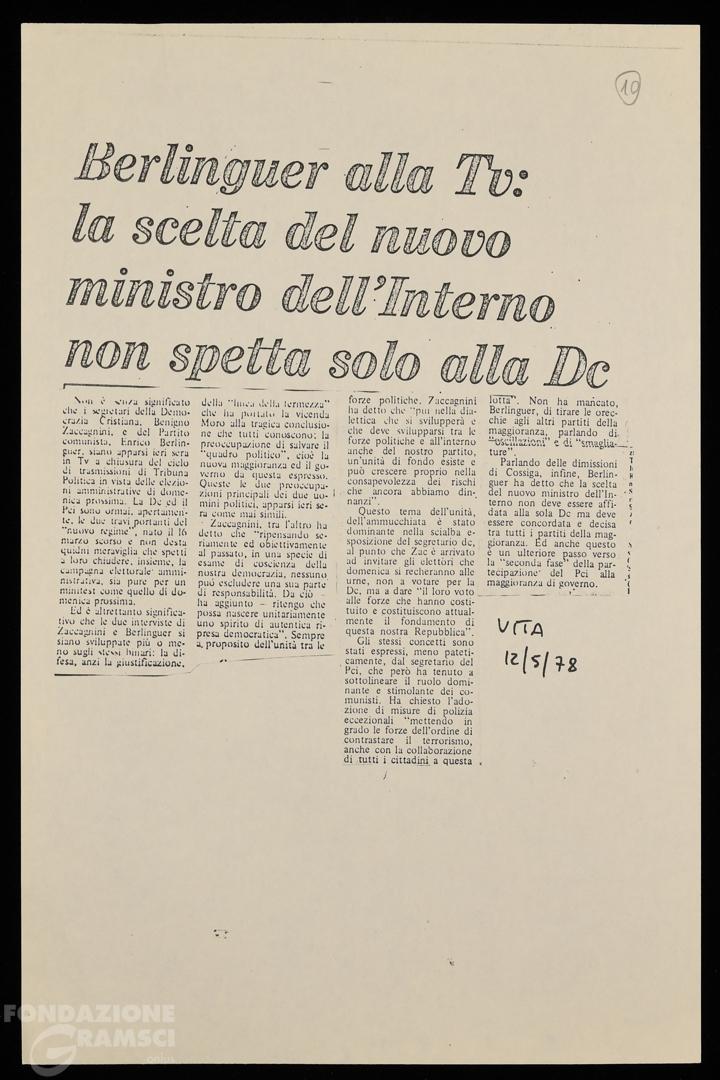 10
Berlinguer alla Tv:
la scelta del nuovo
ministro dell'Interno
non spetta solo alla Dc
Non è senza significato
che i segretari della Demo-
crazia Cristiana, Benigno
Zaccagnini, e del Partito
comunista, Enrico Berlin-
guer, siano apparsi ieri sera
in Tv a chiusura del ciclo
di trasmissioni di Tribuna
Politica in vista delle elezio-
ni amministrative di dome-
nica prossima. La Dc ed il
Pci sono ormai, apertamen-
te, le due travi portanti del
"nuovo regime", nato il 16
marzo scorso e non desta
quidni meraviglia che spetti
a loro chiudere, insieme, la
campagna elettorale ammi-
nistrativa, sia pure per un
minitest come quello di do-
menica prossima.
Ed è altrettanto significa-
tivo che le due interviste di
Zaccagnini e Berlinguer si
siano sviluppate più o me-
no sugli stessi binari: la di-
fesa, anzi la giustificazione,
della "linea della fermezza"
che ha portato la vicenda
Moro alla tragica conclusio-
ne che tutti conoscono; la
preoccupazione di salvare il
"quadro politico", cioè la
nuova maggioranza ed il go-
verno da questa espresso.
Queste le due preoccupa-
zioni principali dei due uo-
mini politici, apparsi ieri se-
ra come mai simili.
Zaccagnini, tra l'altro ha
detto che "ripensando se-
riamente ed obiettivamente
al passato, in una specie di
esame di coscienza della
nostra democrazia, nessuno
può escludere una sua parte
di responsabilità. Da ciò -
ha aggiunto - ritengo che
possa nascere unitariamente
uno spirito di autentica ri-
presa democratica". Sempre
a proposito dell'unità tra le
forze politiche, Zaccagnini
ha detto che "più nella dia-
lettica che si svilupperà e
che deve svilupparsi tra le
forze politiche e all'interno
anche del nostro partito,
un'unità di fondo esiste e
può crescere proprio nella
consapevolezza dei rischi
che ancora abbiamo din-
nanzi".
Questo tema dell'unità,
dell'ammucchiata è stato
dominante nella scialba e-
sposizione del segretario dc,
al punto che Zac è arrivato
ad invitare gli elettori che
domenica si recheranno alle
urne, non a votare per la
Dc, ma a dare "il loro voto
alle forze che hanno costi-
tuito e costituiscono attual-
mente il fondamento di
questa nostra Repubblica".
Gli stessi concetti sono
stati espressi, meno pateti-
camente, dal segretario del
Pci, che però ha tenuto a
sottolineare il ruolo domi-
nante e stimolante dei co-
munisti. Ha chiesto l'ado-
zione di misure di polizia
eccezionali "mettendo in
grado le forze dell'ordine di
contrastare il terrorismo,
anche con la collaborazione
di tutti i cittadini a questa
lotta". Non ha mancato,
Berlinguer, di tirare le orec-
chie agli altri partiti della
maggioranza, parlando di
"oscillazioni" e di "smaglia-
ture".
Parlando delle dimissioni
di Cossiga, infine, Berlin-
guer ha detto che la scelta
del nuovo ministro dell'In-
terno non deve essere affi-
data alla sola Dc ma deve
essere concordata e decisa
tra tutti i partiti della mag-
gioranza. Ed anche questo
è un ulteriore passo verso
la "seconda fase" della par-
tecipazione del Pci alla
maggioranza di governo.
VITA
12/5/78
FONDAZIONE
GRAMSCI
onlus